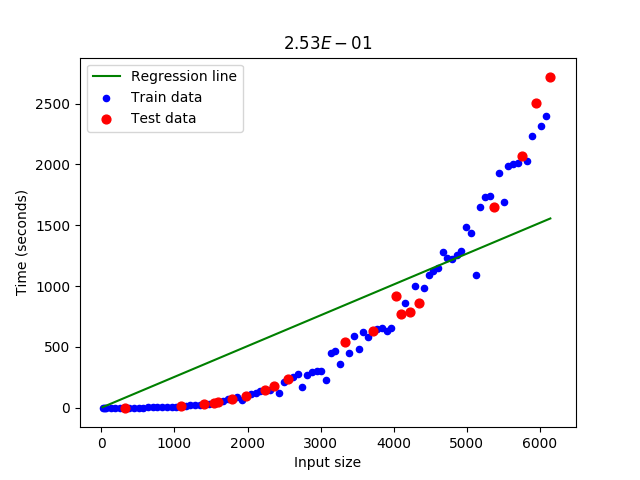 2.53E − 01
Regression line
Train data
Test data
Time (seconds)
2500
2000
1500
1000
500
0
0 1000 2000 3000 4000 5000 6000
Input size